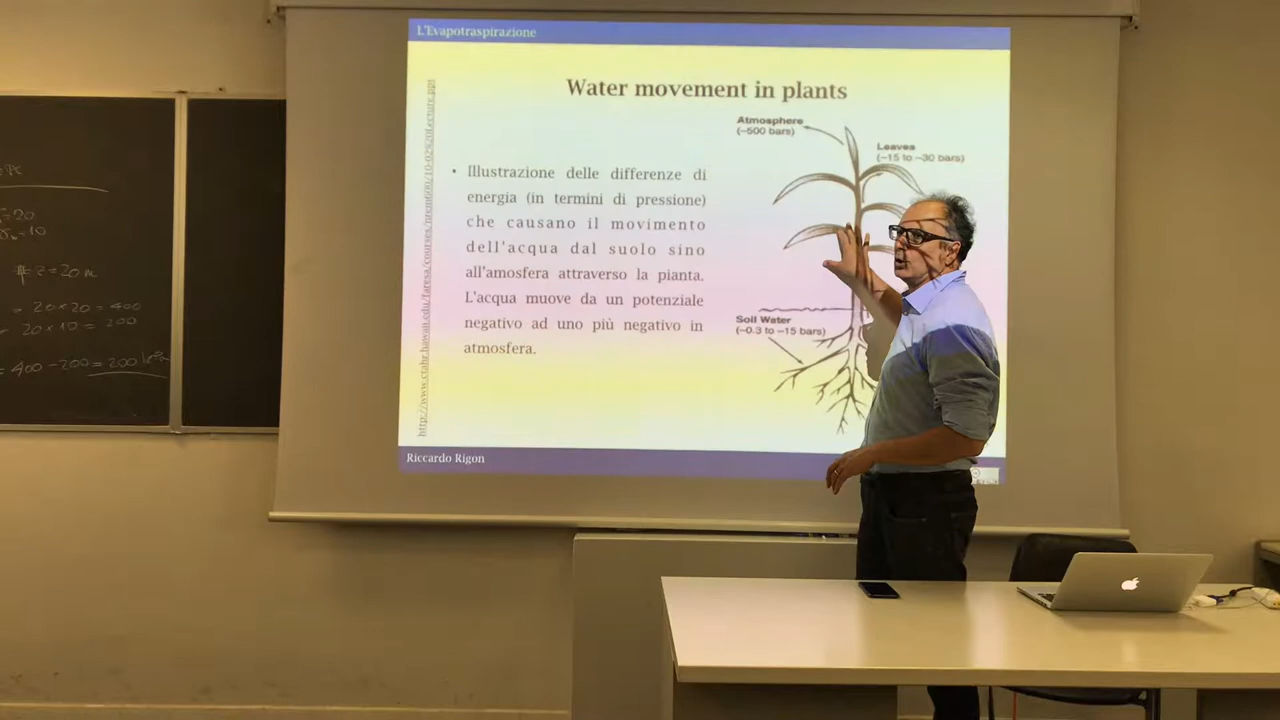 L'Evapotraspirazione
Water movement in plants
Atmosphere
(−500 bars)
Leaves
(−15 to −30 bars)
Illustrazione delle differenze di
energia (in termini di pressione)
che causano il movimento
dell'acqua dal suolo sino
all'amosfera attraverso la pianta.
L'acqua muove da un potenziale
negativo ad uno più negativo in
atmosfera.
Soil Water
(−0.3 to −15 bars)
Riccardo Rigon
= 20
= 10
z = 20 m
= 20 × 20 = 400
20 × 10 = 200
= 400 − 200 = 200 kPa